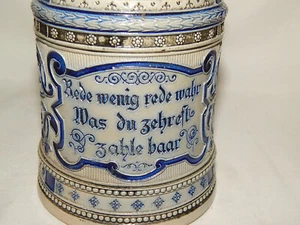 Rede wenig rede wahr
Was du zehrest
zahle baar